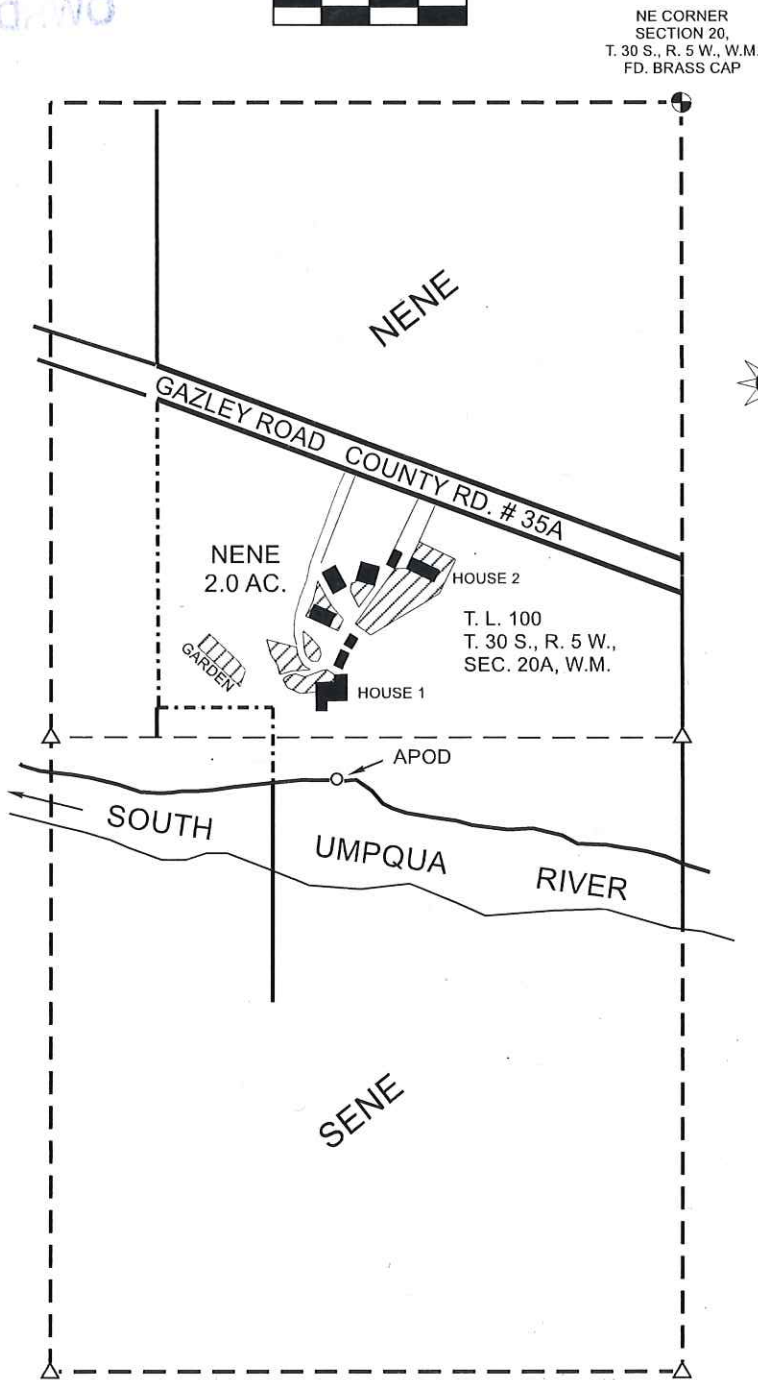 NE CORNER
SECTION 20,
T. 30 S., R. 5 W., W.M.
FD. BRASS CAP
NENE
GAZLEY ROAD COUNTY RD. # 35A
NENE
2.0 AC.
HOUSE 2
T. L. 100
T. 30 S., R. 5 W.,
SEC. 20A, W.M.
GARDEN
HOUSE 1
APOD
SOUTH UMPQUA RIVER
SENE